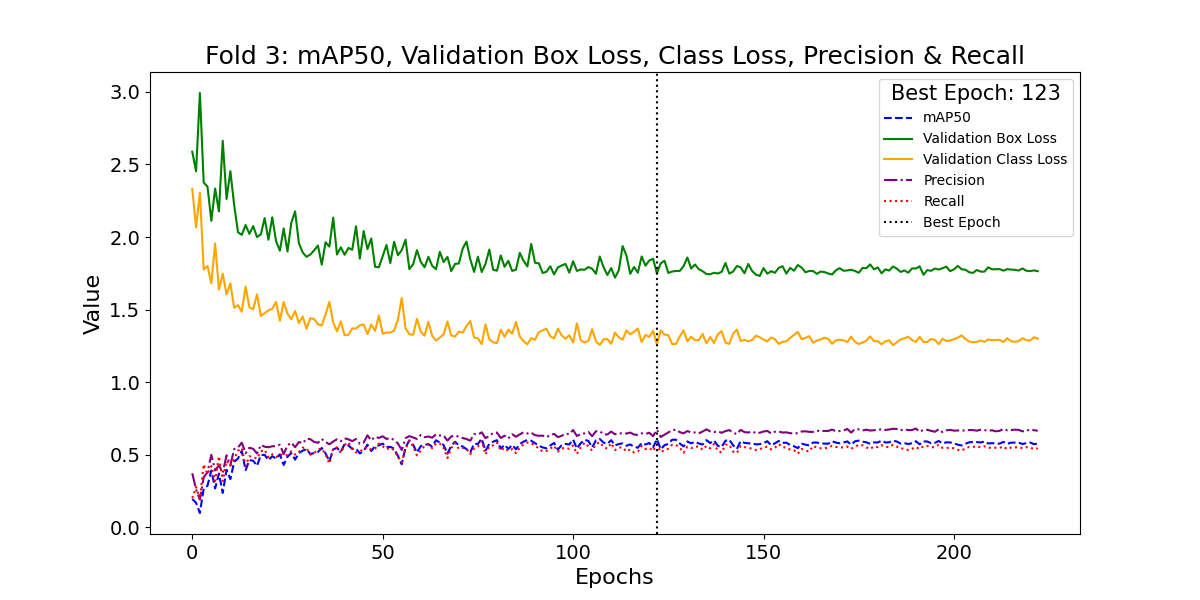 Fold 3: mAP50, Validation Box Loss, Class Loss, Precision & Recall
Best Epoch: 123
mAP50
Validation Box Loss
Validation Class Loss
Precision
Recall
Best Epoch
Value
3.0
2.5
2.0
1.5
1.0
0.5
0.0
0 50 100 150 200
Epochs